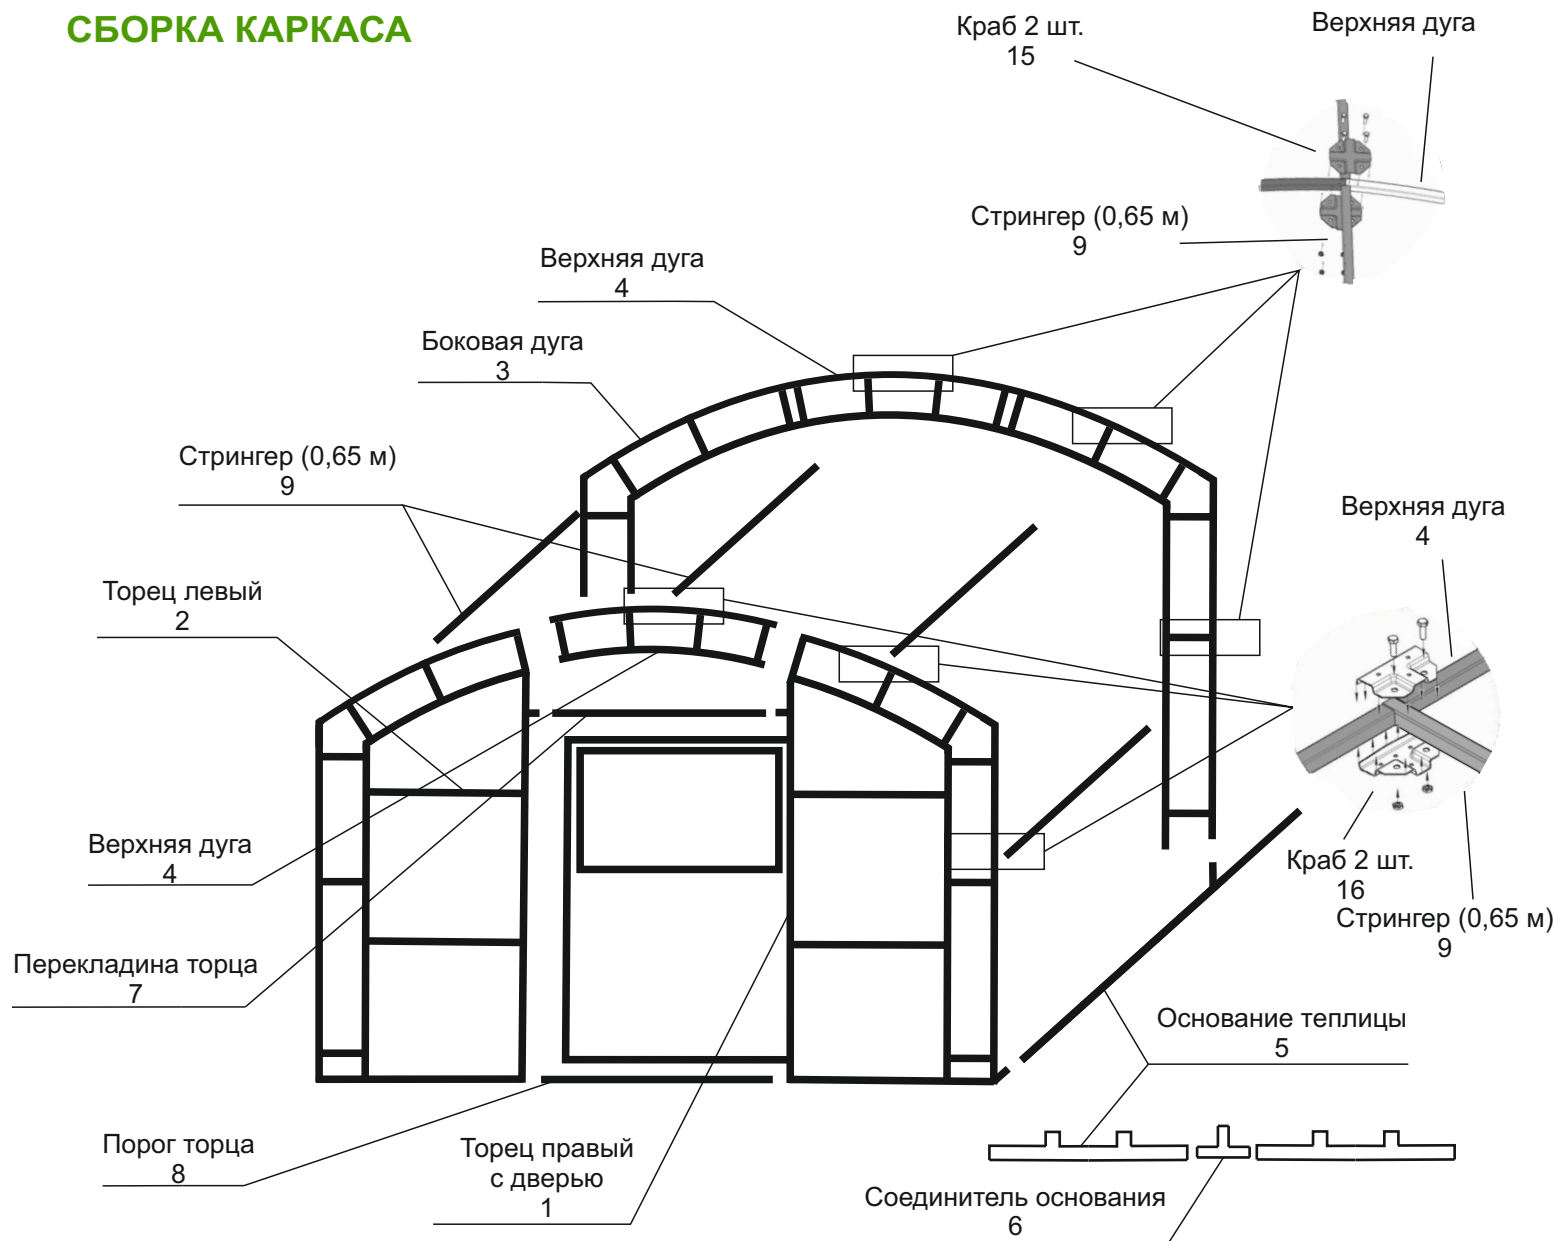 СБОРКА КАРКАСА
Краб 2 шт.
15
Верхняя дуга
Стрингер (0,65 м)
9
Верхняя дуга
4
Боковая дуга
3
Стрингер (0,65 м)
9
Верхняя дуга
4
Торец левый
2
Верхняя дуга
4
Краб 2 шт.
16
Стрингер (0,65 м)
9
Перекладина торца
7
Основание теплицы
5
Порог торца
8
Торец правый
с дверью
1
Соединитель основания
6